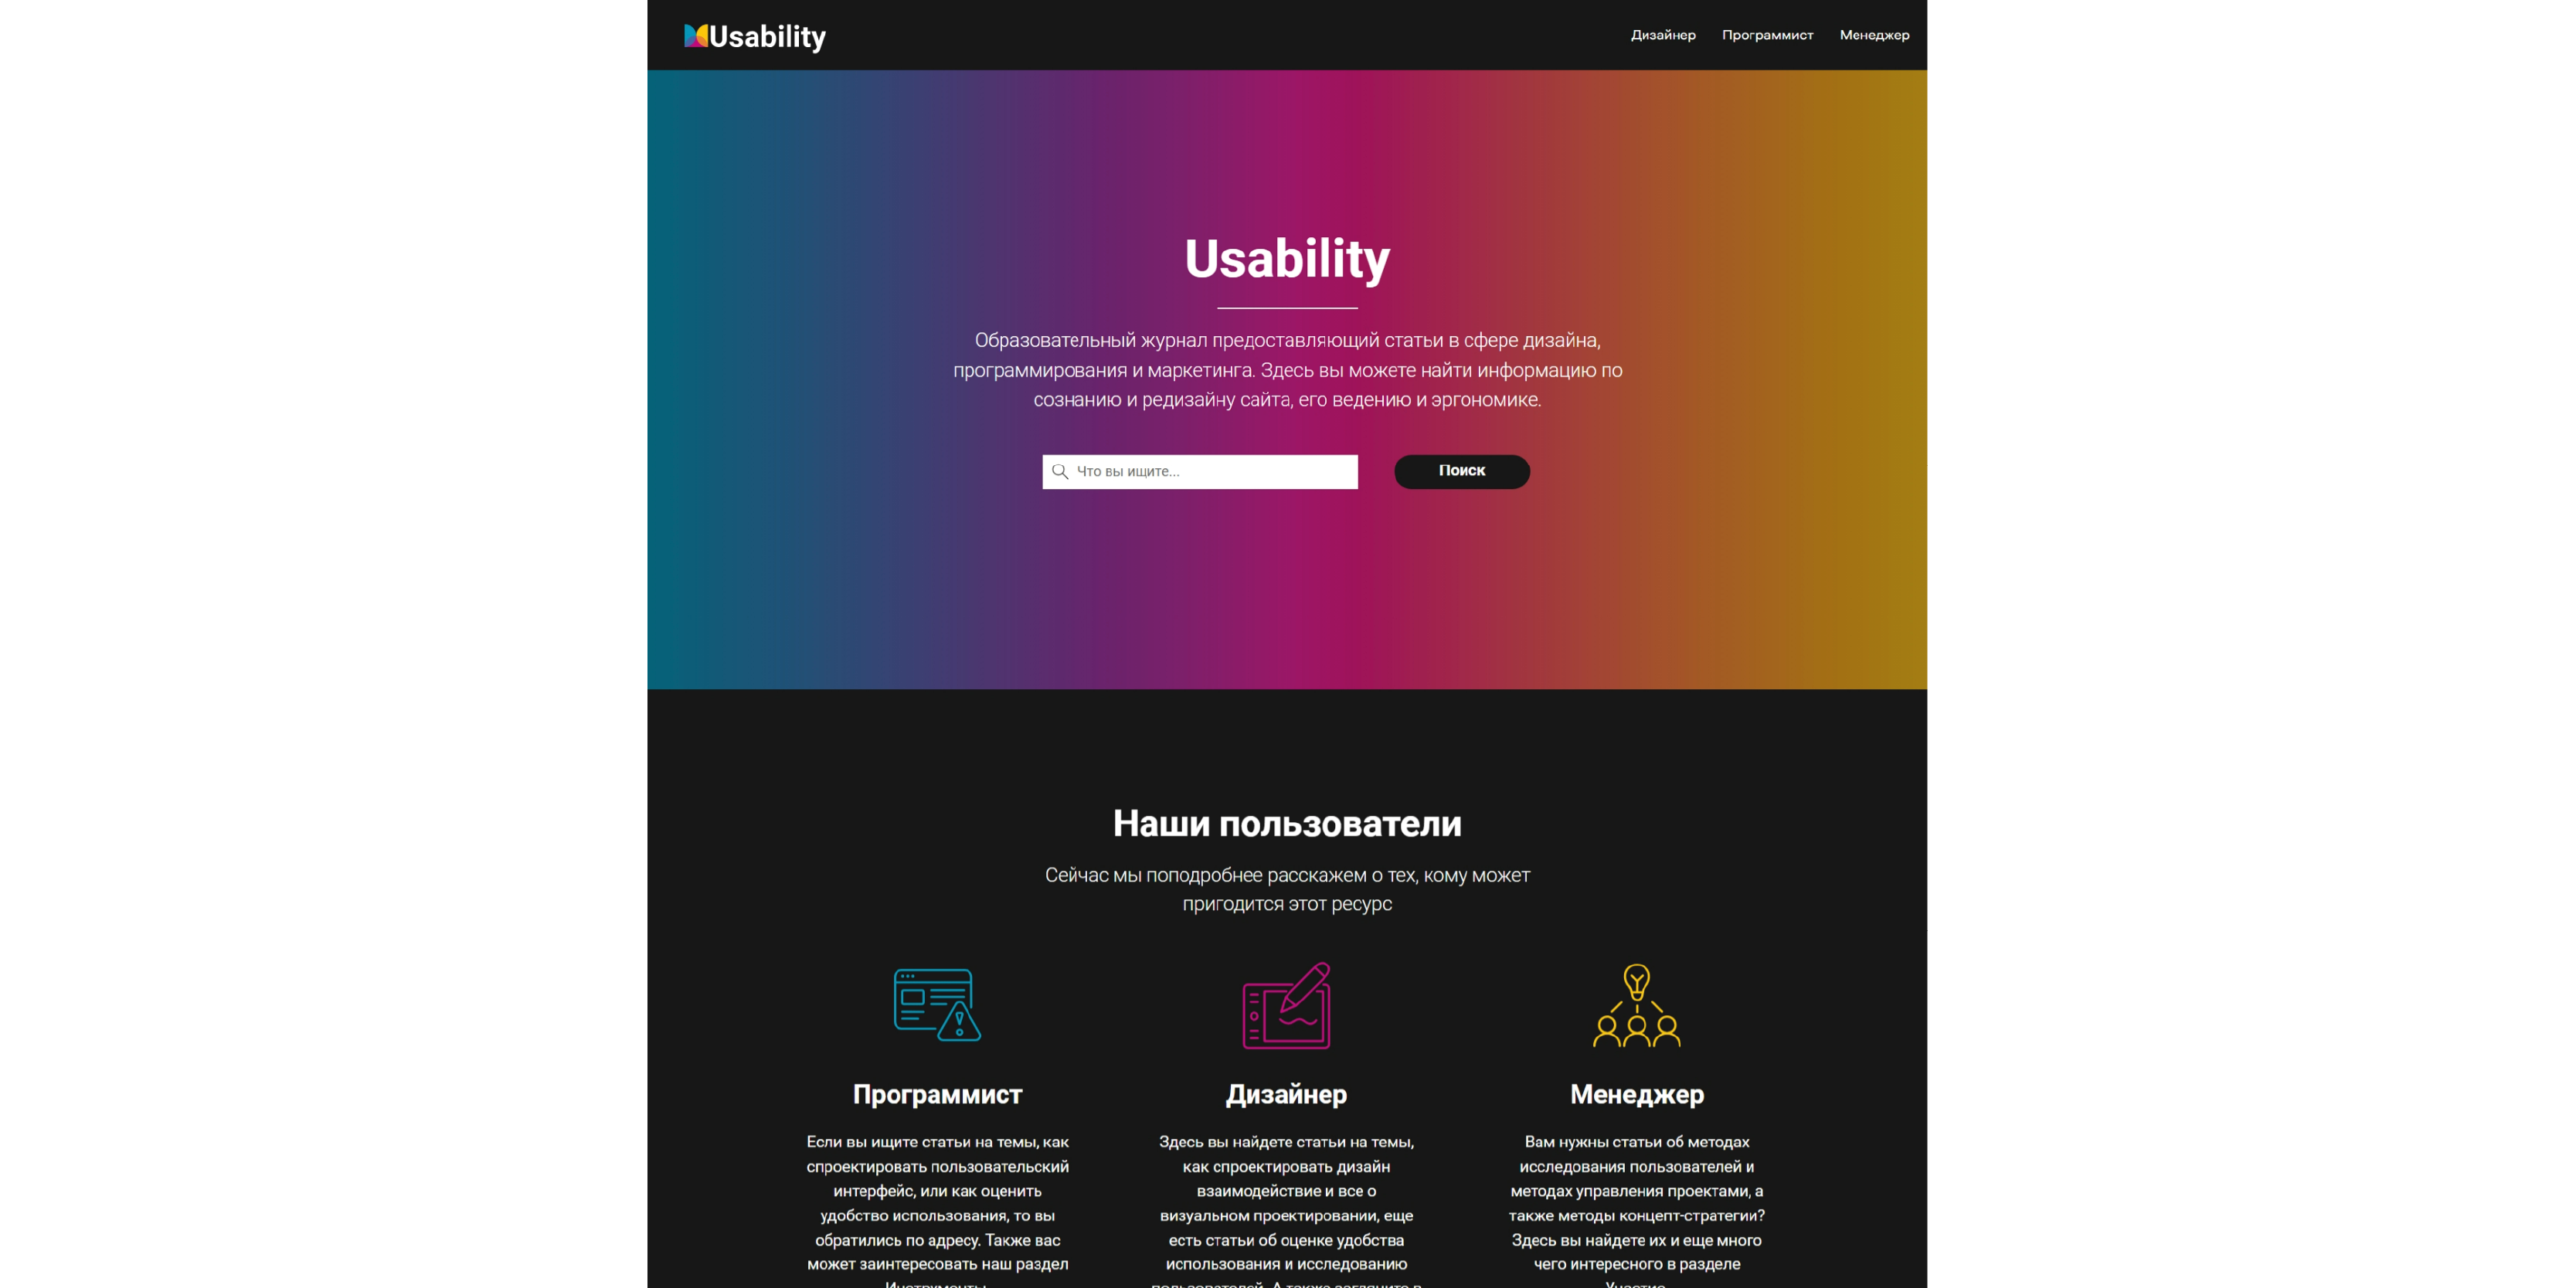 Usability
Дизайнер Программист Менеджер
Usability
Образовательный журнал предоставляющий статьи в сфере дизайна,
программирования и маркетинга. Здесь вы можете найти информацию по
сознанию и редизайну сайта, его ведению и эргономике.
Что вы ищите...
Поиск
Наши пользователи
Сейчас мы поподробнее расскажем о тех, кому может
пригодится этот ресурс
Программист
Если вы ищите статьи на темы, как
спроектировать пользовательский
интерфейс, или как оценить
удобство использования, то вы
обратились по адресу. Также вас
может заинтересовать наш раздел
Инструменты
Дизайнер
Здесь вы найдете статьи на темы,
как спроектировать дизайн
взаимодействие и все о
визуальном проектировании, еще
есть статьи об оценке удобства
использования и исследованию
пользователей. А также загляните в
Менеджер
Вам нужны статьи об методах
исследования пользователей и
методах управления проектами, а
также методы концепт-стратегии?
Здесь вы найдете их и еще много
чего интересного в разделе
Участие